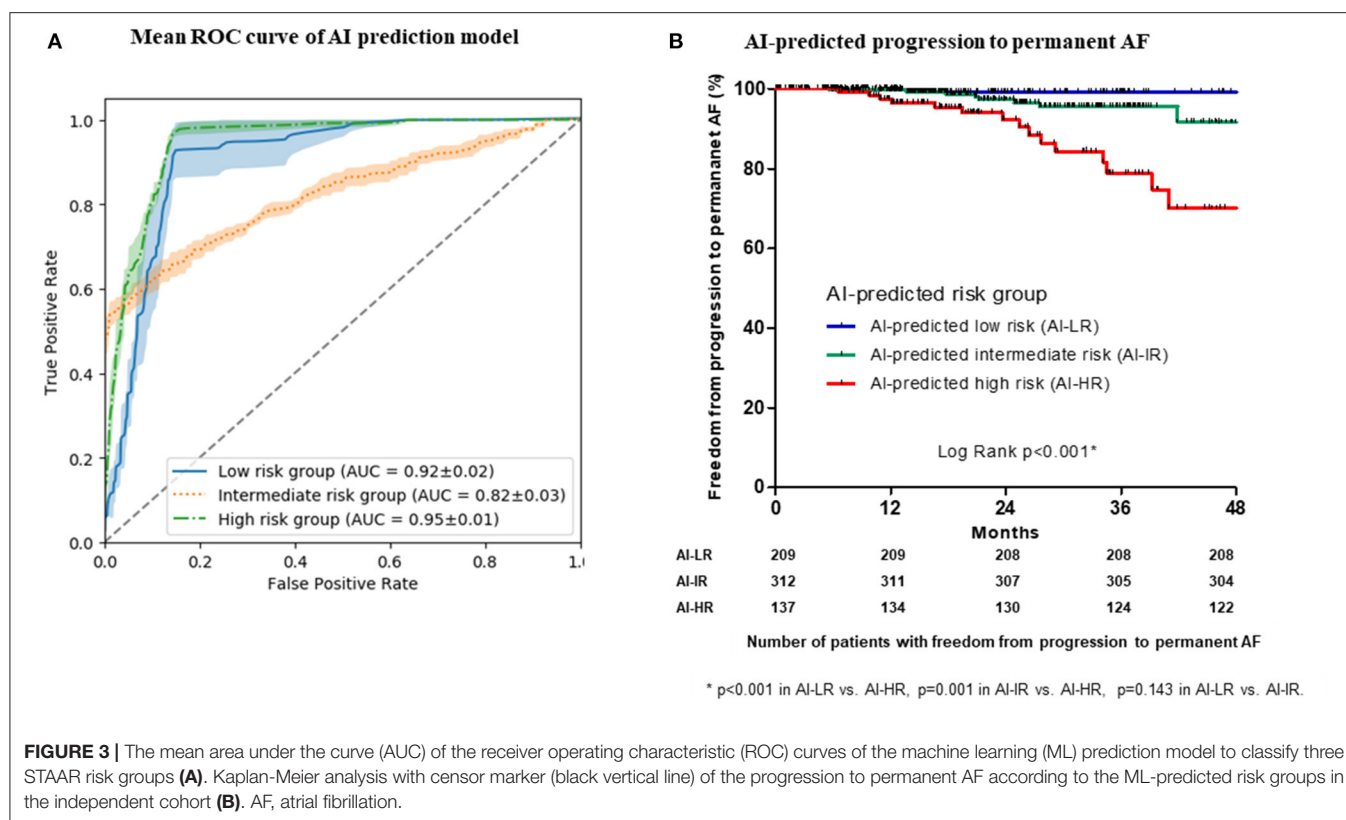 A
Mean ROC curve of AI prediction model
True Positive Rate
1.0
0.8
0.6
0.4
0.2
0.0
Low risk group (AUC = 0.92±0.02)
Intermediate risk group (AUC = 0.82±0.03)
High risk group (AUC = 0.95±0.01)
0.0 0.2 0.4 0.6 0.8 1.(
False Positive Rate
B
AI-predicted progression to permanent AF
Freedom from progression to permananet AF (%)
100
80
60
40
20
0
AI-predicted risk group
AI-predicted low risk (AI-LR)
AI-predicted intermediate risk (AI-IR)
AI-predicted high risk (AI-HR)
Log Rank p<0.001*
0 12 24 36 48
Months
AI-LR 209 209 208 208 208
AI-IR 312 311 307 305 304
AI-HR 137 134 130 124 122
Number of patients with freedom from progression to permanent AF
* p<0.001 in AI-LR vs. AI-HR, p=0.001 in AI-IR vs. AI-HR, p=0.143 in AI-LR vs. AI-IR.
FIGURE 3 | The mean area under the curve (AUC) of the receiver operating characteristic (ROC) curves of the machine learning (ML) prediction model to classify three
STAAR risk groups (A). Kaplan-Meier analysis with censor marker (black vertical line) of the progression to permanent AF according to the ML-predicted risk groups in
the independent cohort (B). AF, atrial fibrillation.